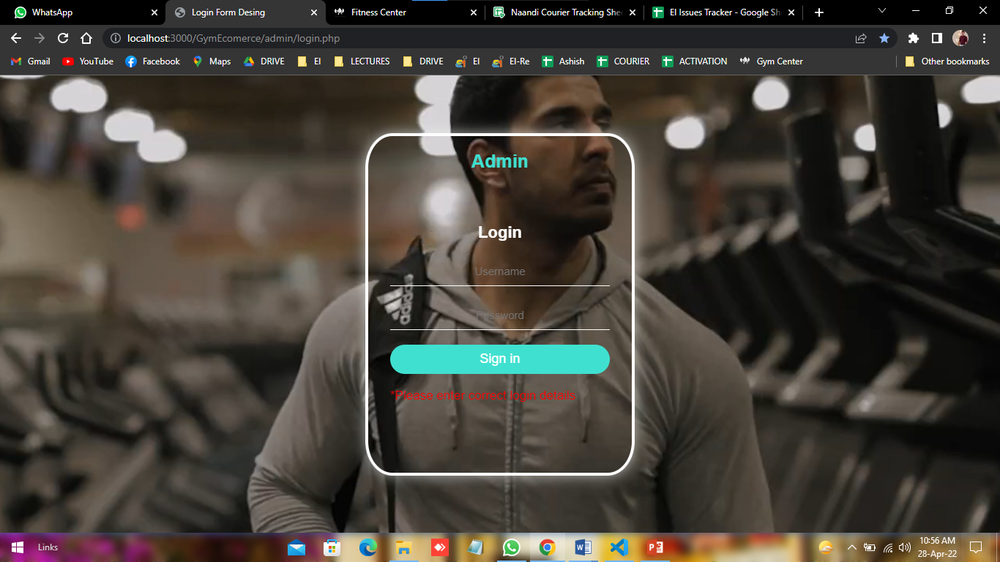 WhatsApp
Login Form Desing
Fitness Center
Naandi Courier Tracking She
EI Issues Tracker - Google Sh
localhost:3000/GymEcomerce/admin/login.php
Gmail
YouTube
Facebook
Maps
DRIVE
EI
LECTURES
DRIVE
EI
EI-Re
Ashish
COURIER
ACTIVATION
Gym Center
Other bookmarks
Admin
Login
Username
adidas
Password
Sign in
*Please enter correct login details
Links
10:56 AM
28-Apr-22